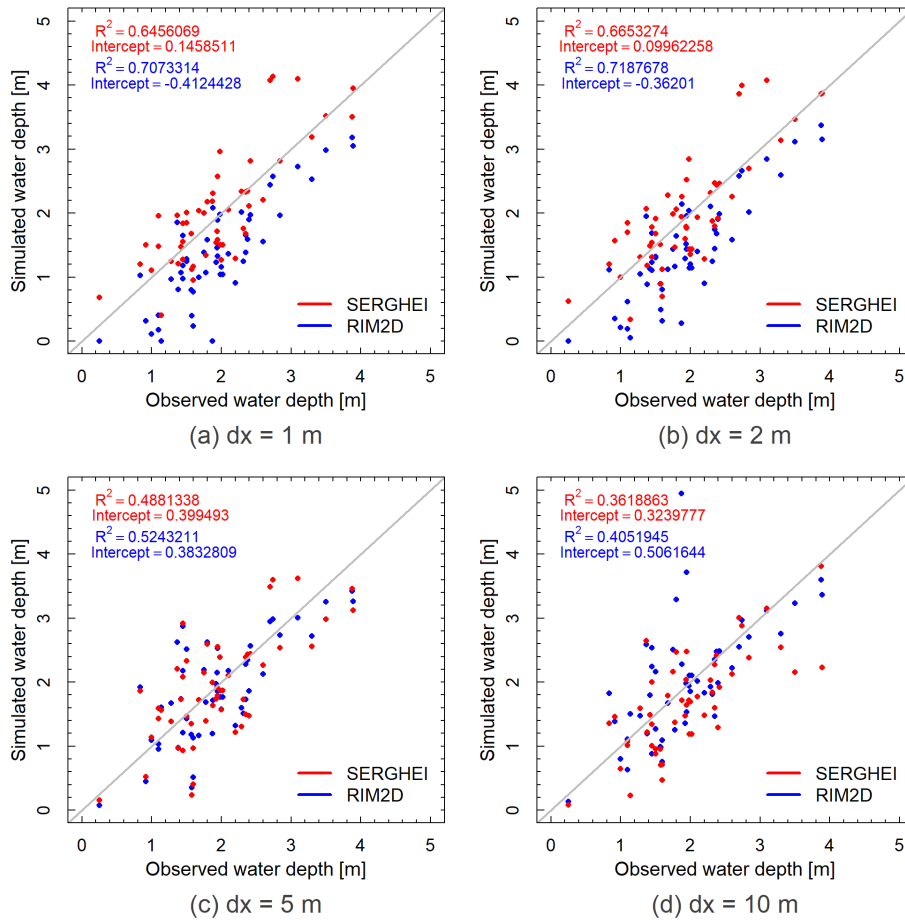 R² = 0.6456069
Intercept = 0.1458511
R² = 0.7073314
Intercept = -0.4124428
SERGHEI
RIM2D
Simulated water depth [m]
0 1 2 3 4 5
0 1 2 3 4 5
Observed water depth [m]
(a) dx = 1 m
R² = 0.6653274
Intercept = 0.09962258
R² = 0.7187678
Intercept = -0.36201
SERGHEI
RIM2D
Simulated water depth [m]
0 1 2 3 4 5
0 1 2 3 4 5
Observed water depth [m]
(b) dx = 2 m
R² = 0.4881338
Intercept = 0.399493
R² = 0.5243211
Intercept = 0.3832809
SERGHEI
RIM2D
Simulated water depth [m]
0 1 2 3 4 5
0 1 2 3 4 5
Observed water depth [m]
(c) dx = 5 m
R² = 0.3618863
Intercept = 0.3239777
R² = 0.4051945
Intercept = 0.5061644
SERGHEI
RIM2D
Simulated water depth [m]
0 1 2 3 4 5
0 1 2 3 4 5
Observed water depth [m]
(d) dx = 10 m